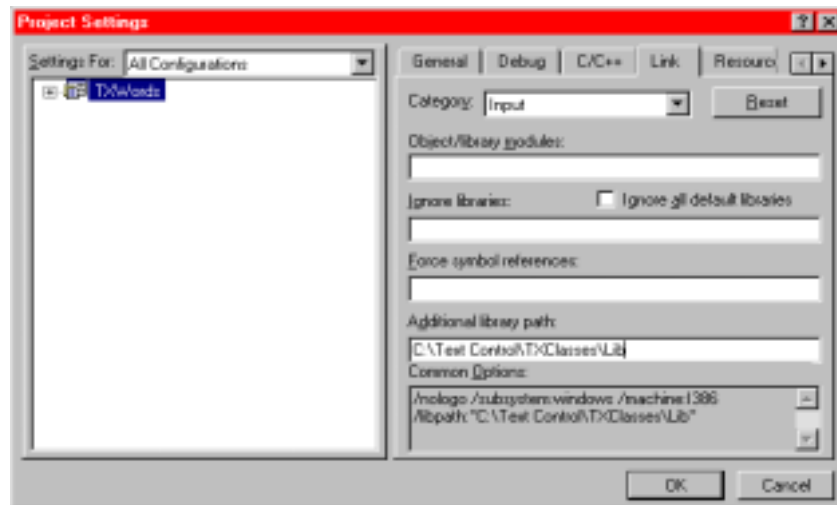 Project Settings
Settings For: All Configurations
TXWords
General Debug C/C++ Link Resourc
Category: Input Reset
Object/library modules:
Ignore libraries: Ignore all default libraries
Force symbol references:
Additional library path:
C:\Text Control\TXClasses\Lib
Common Options:
/nologo /subsystem:windows /machine:I386
/libpath:"C:\Text Control\TXClasses\Lib"
OK Cancel